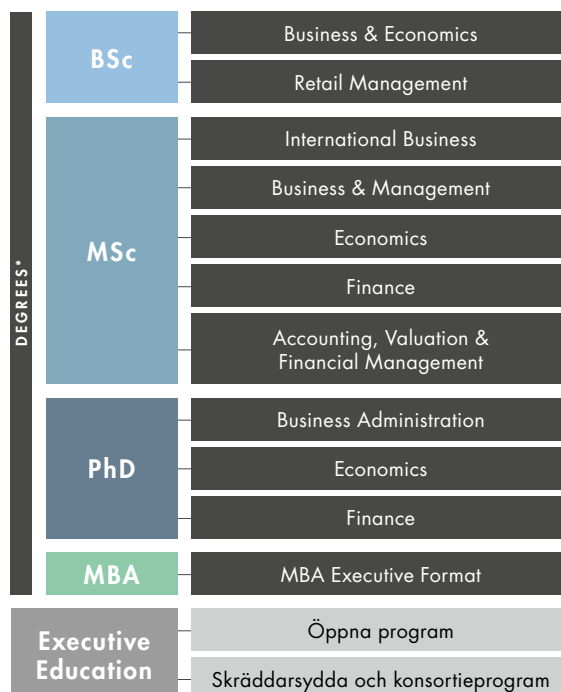 DEGREES*
BSc
Business & Economics
Retail Management
MSc
International Business
Business & Management
Economics
Finance
Accounting, Valuation &
Financial Management
PhD
Business Administration
Economics
Finance
MBA
MBA Executive Format
Executive
Education
Öppna program
Skräddarsydda och konsortieprogram